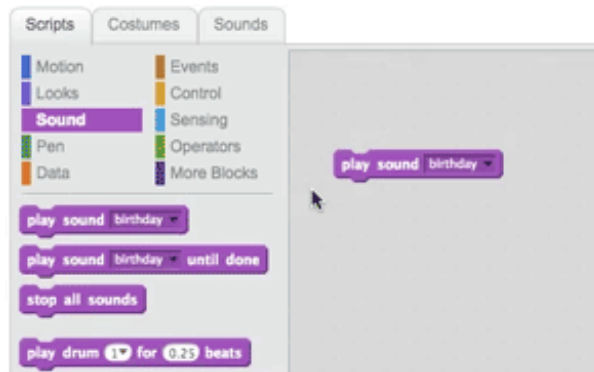 Scripts Costumes Sounds
Motion Events
Looks Control
Sound Sensing
Pen Operators
Data More Blocks
play sound birthday
play sound birthday until done
stop all sounds
play drum 1 for 0.25 beats
play sound birthday